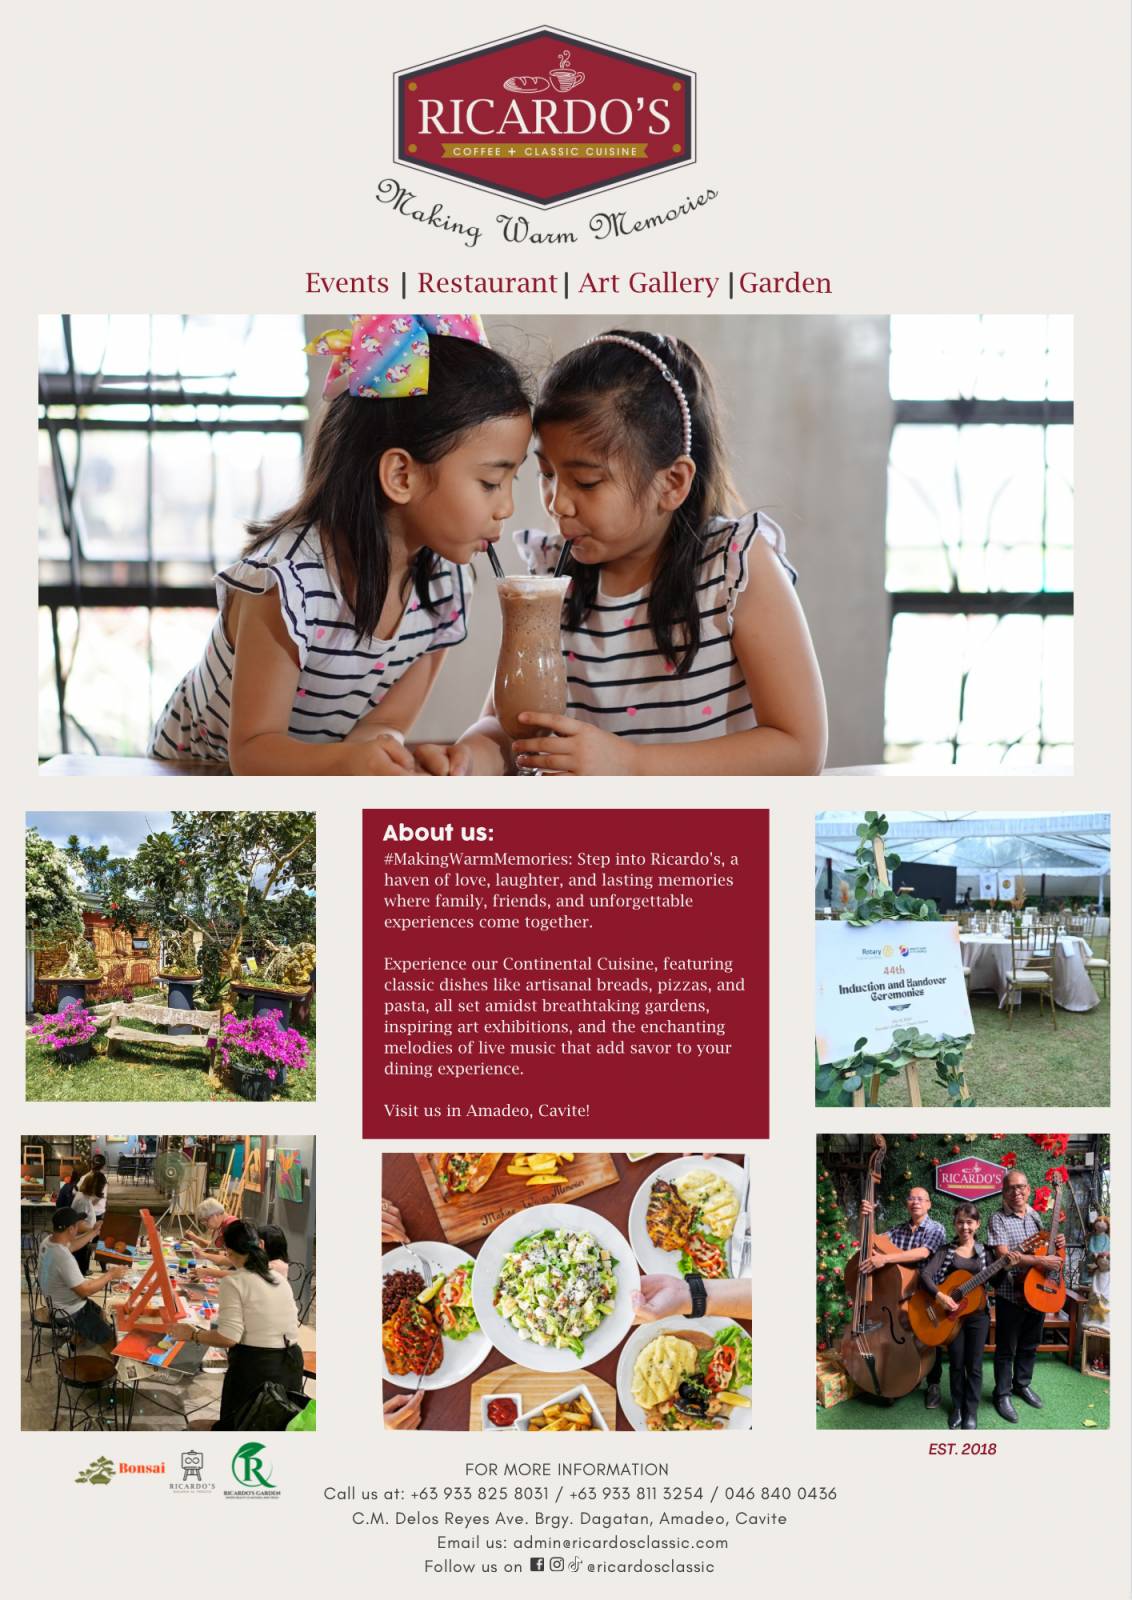 RICARDO'S
COFFEE + CLASSIC CUISINE
Making Warm Memories
Events | Restaurant | Art Gallery | Garden
About us:
#MakingWarmMemories: Step into Ricardo's, a
haven of love, laughter, and lasting memories
where family, friends, and unforgettable
experiences come together.
Experience our Continental Cuisine, featuring
classic dishes like artisanal breads, pizzas, and
pasta, all set amidst breathtaking gardens,
inspiring art exhibitions, and the enchanting
melodies of live music that add savor to your
dining experience.
Visit us in Amadeo, Cavite!
Rotary
44th
Induction and Handover
Ceremonies
Making Warm Memories
RICARDO'S
EST. 2018
Bonsai
RICARDO'S
RICARDO'S GARDEN
FOR MORE INFORMATION
Call us at: +63 933 825 8031 / +63 933 811 3254 / 046 840 0436
C.M. Delos Reyes Ave. Brgy. Dagatan, Amadeo, Cavite
Email us: admin@ricardosclassic.com
Follow us on @ricardosclassic